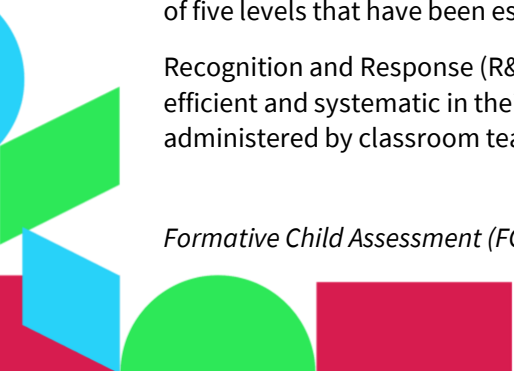 of five levels that have been es
Recognition and Response (R&
efficient and systematic in the
administered by classroom tea
Formative Child Assessment (FC